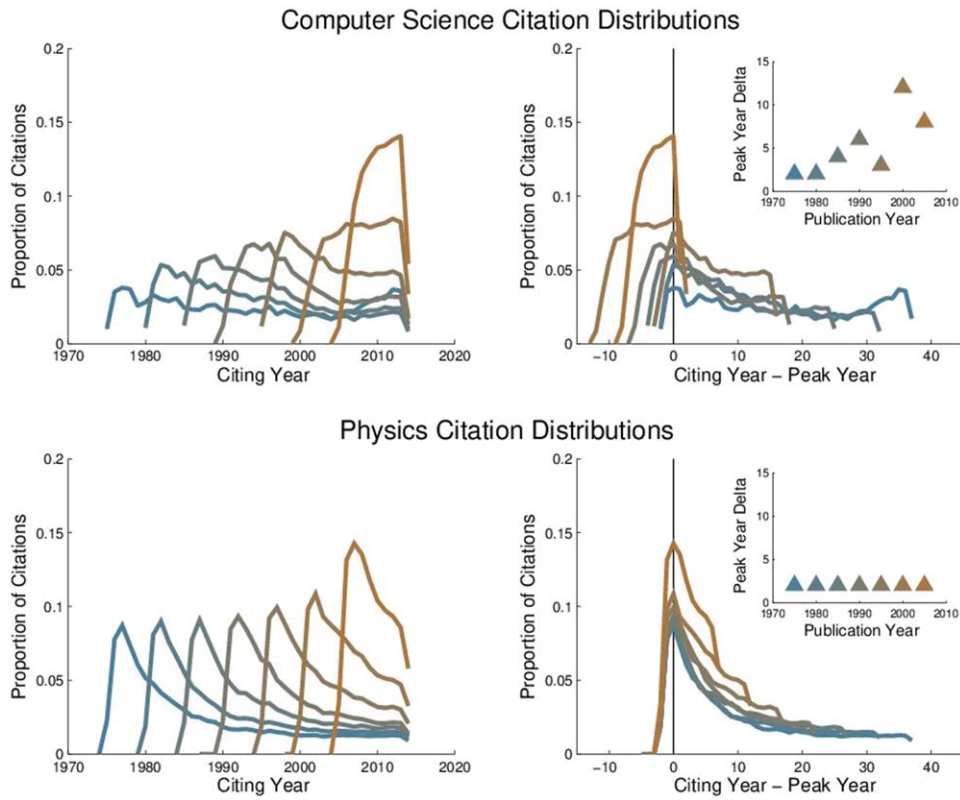 Computer Science Citation Distributions
0.2
0.15
0.1
0.05
0
Proportion of Citations
1970 1980 1990 2000 2010 2020
Citing Year
0.2
0.15
0.1
0.05
0
Proportion of Citations
−10 0 10 20 30 40
Citing Year − Peak Year
15
10
5
0
Peak Year Delta
1970 1980 1990 2000 2010
Publication Year
Physics Citation Distributions
0.2
0.15
0.1
0.05
0
Proportion of Citations
1970 1980 1990 2000 2010 2020
Citing Year
0.2
0.15
0.1
0.05
0
Proportion of Citations
−10 0 10 20 30 40
Citing Year − Peak Year
15
10
5
0
Peak Year Delta
1970 1980 1990 2000 2010
Publication Year